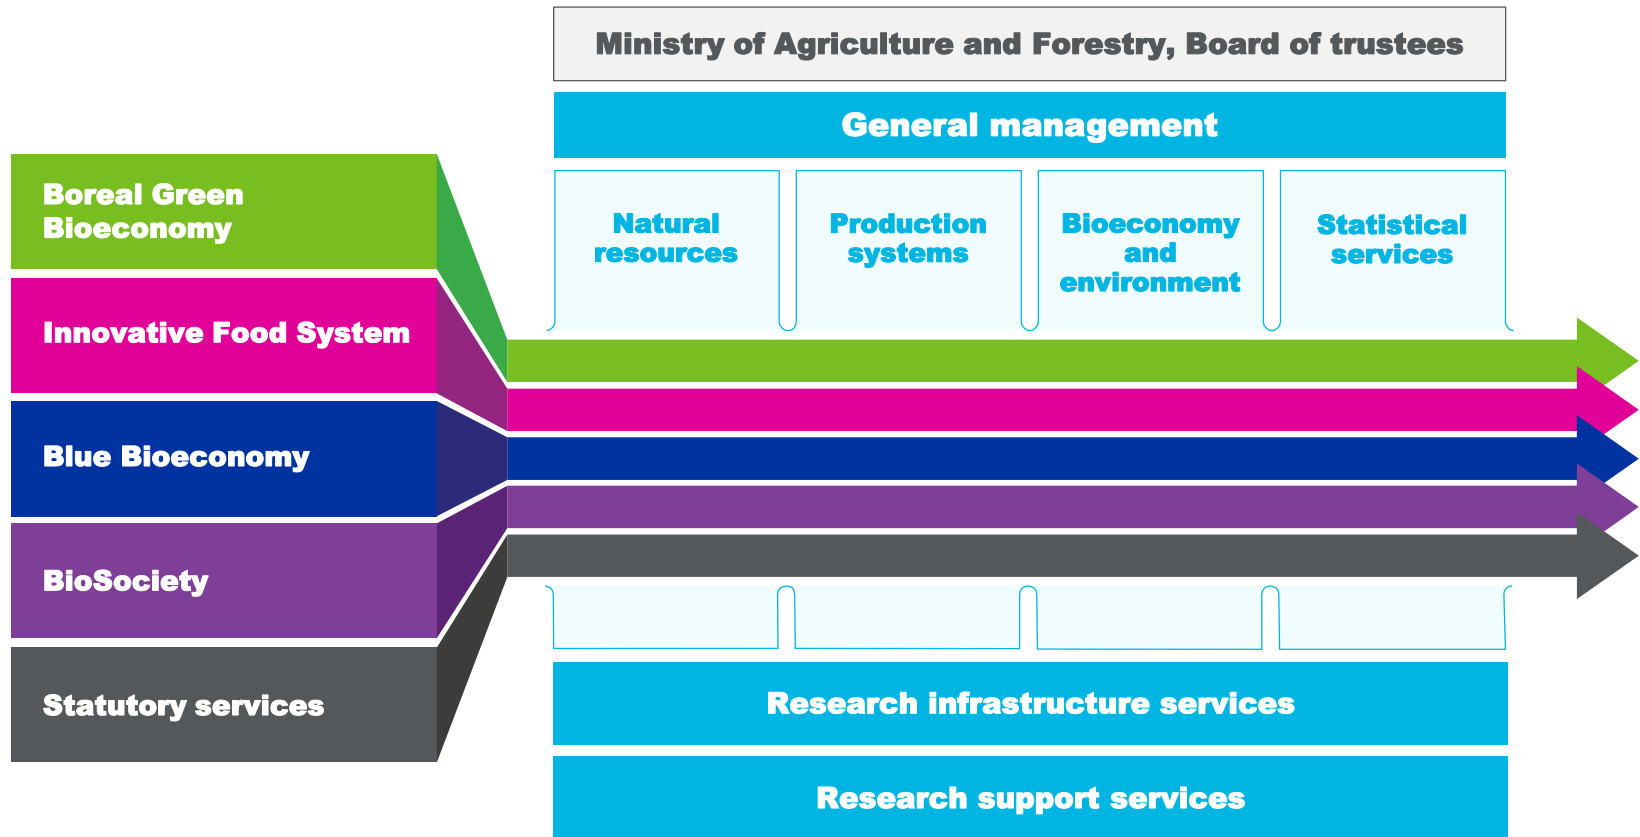 Ministry of Agriculture and Forestry, Board of trustees
General management
Boreal Green
Bioeconomy
Innovative Food System
Blue Bioeconomy
BioSociety
Statutory services
Natural
resources
Production
systems
Bioeconomy
and
environment
Statistical
services
Research infrastructure services
Research support services